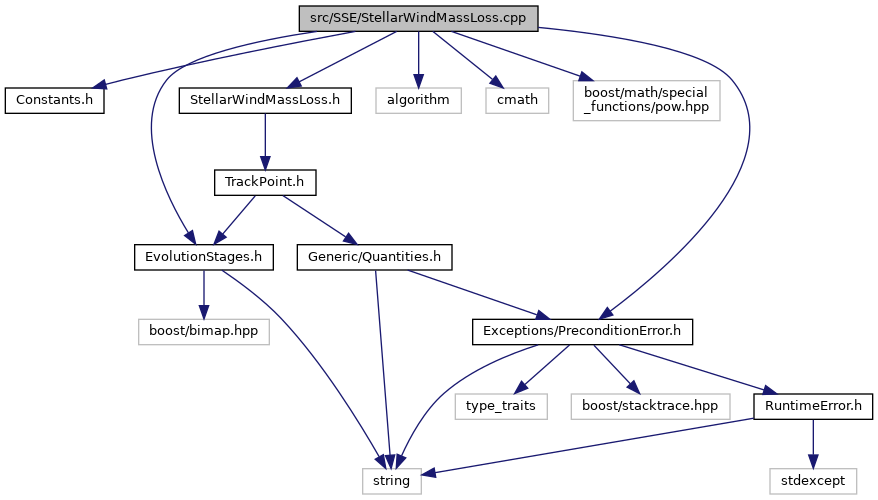 src/SSE/StellarWindMassLoss.cpp
Constants.h
StellarWindMassLoss.h
algorithm
cmath
boost/math/special
_functions/pow.hpp
TrackPoint.h
EvolutionStages.h
Generic/Quantities.h
boost/bimap.hpp
Exceptions/PreconditionError.h
type_traits
boost/stacktrace.hpp
RuntimeError.h
string
stdexcept